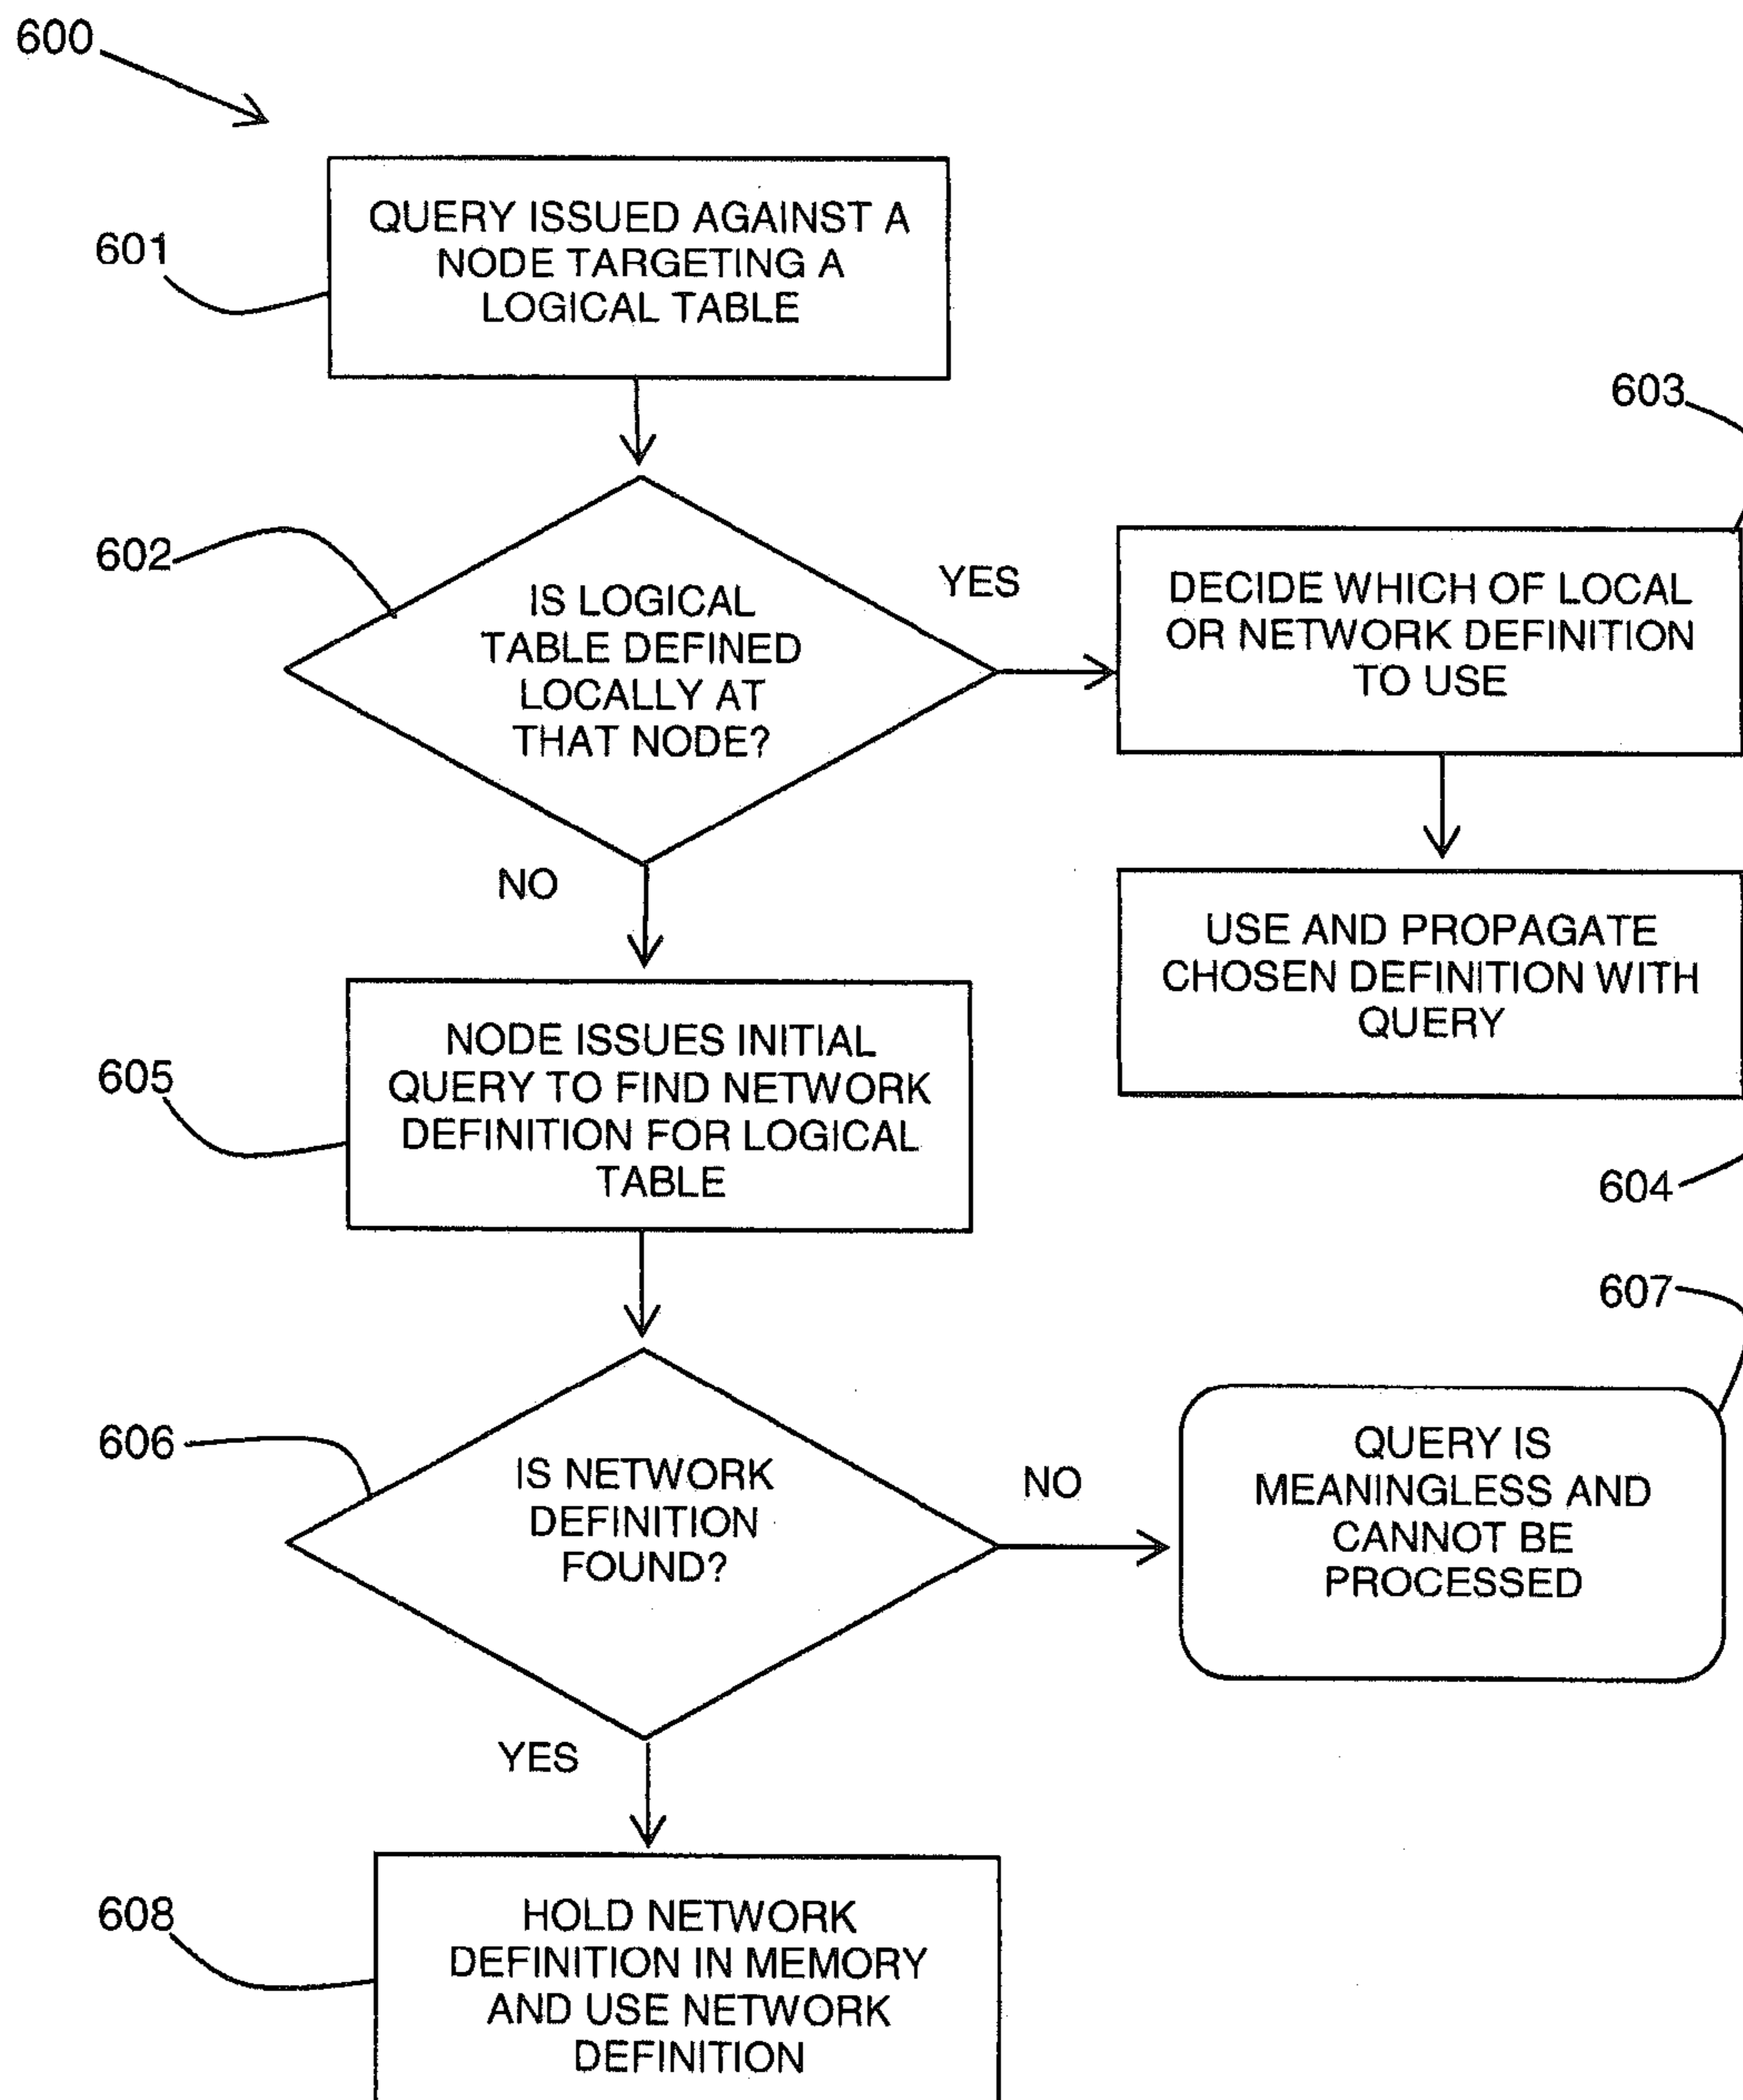 600
601
QUERY ISSUED AGAINST A
NODE TARGETING A
LOGICAL TABLE
602
IS LOGICAL
TABLE DEFINED
LOCALLY AT
THAT NODE?
YES
603
DECIDE WHICH OF LOCAL
OR NETWORK DEFINITION
TO USE
USE AND PROPAGATE
CHOSEN DEFINITION WITH
QUERY
604
NO
605
NODE ISSUES INITIAL
QUERY TO FIND NETWORK
DEFINITION FOR LOGICAL
TABLE
606
IS NETWORK
DEFINITION
FOUND?
NO
607
QUERY IS
MEANINGLESS AND
CANNOT BE
PROCESSED
YES
608
HOLD NETWORK
DEFINITION IN MEMORY
AND USE NETWORK
DEFINITION